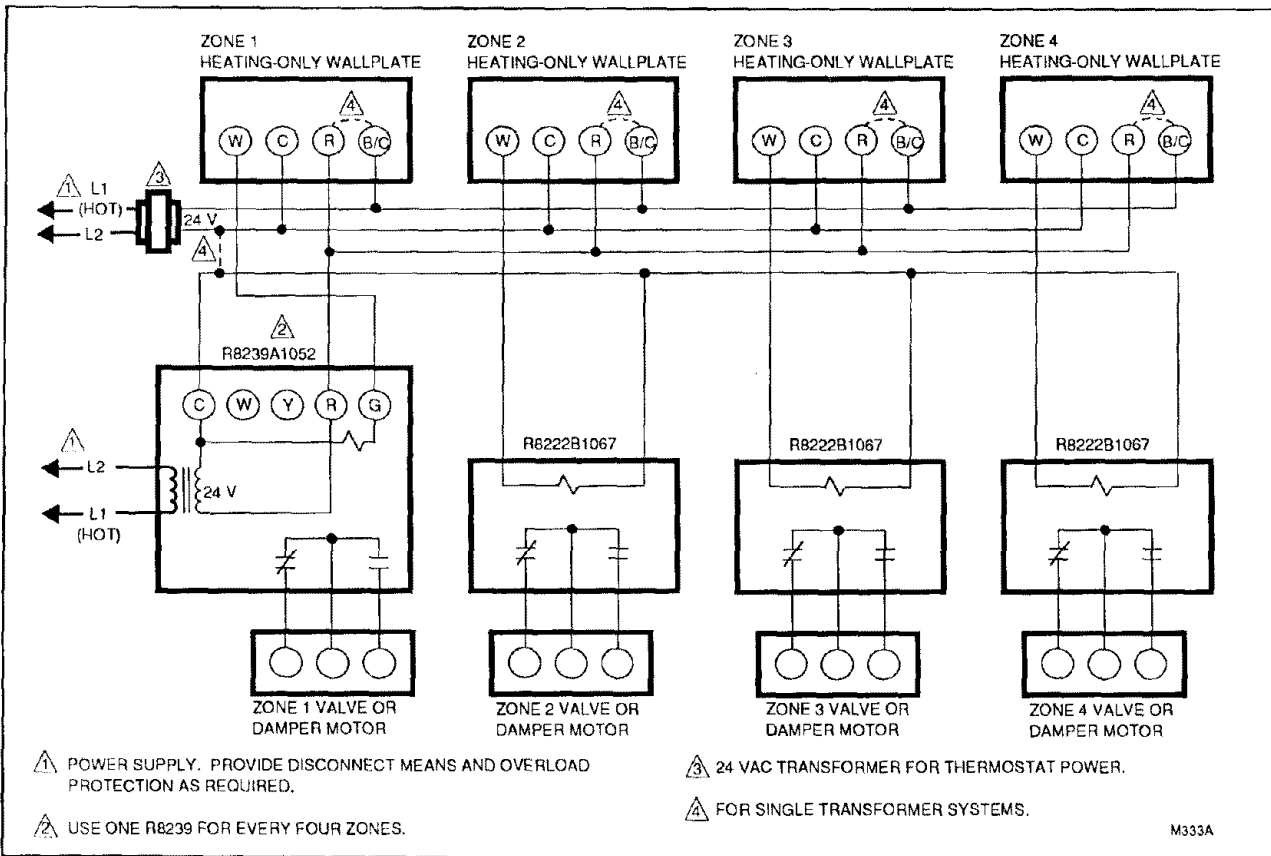 ZONE 1
HEATING-ONLY WALLPLATE
ZONE 2
HEATING-ONLY WALLPLATE
ZONE 3
HEATING-ONLY WALLPLATE
ZONE 4
HEATING-ONLY WALLPLATE
4
4
4
4
W C R B/C
W C R B/C
W C R B/C
W C R B/C
1 L1
(HOT)
L2
3
24 V
4
2
R8239A1052
C W Y R G
1
L2
24 V
L1
(HOT)
R8222B1067
R8222B1067
R8222B1067
ZONE 1 VALVE OR
DAMPER MOTOR
ZONE 2 VALVE OR
DAMPER MOTOR
ZONE 3 VALVE OR
DAMPER MOTOR
ZONE 4 VALVE OR
DAMPER MOTOR
1 POWER SUPPLY. PROVIDE DISCONNECT MEANS AND OVERLOAD
PROTECTION AS REQUIRED.
2 USE ONE R8239 FOR EVERY FOUR ZONES.
3 24 VAC TRANSFORMER FOR THERMOSTAT POWER.
4 FOR SINGLE TRANSFORMER SYSTEMS.
M333A